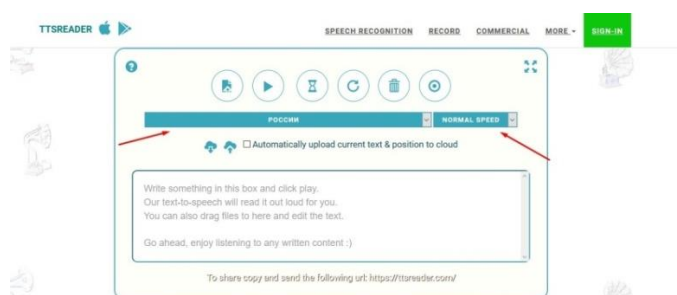 TTSREADER
SPEECH RECOGNITION RECORD COMMERCIAL MORE SIGN-IN
РОССИИ NORMAL SPEED
Automatically upload current text & position to cloud
Write something in this box and click play.
Our text-to-speech will read it out loud for you.
You can also drag files to here and edit the text.
Go ahead, enjoy listening to any written content :)
To share copy and send the following url: https://ttsreader.com/